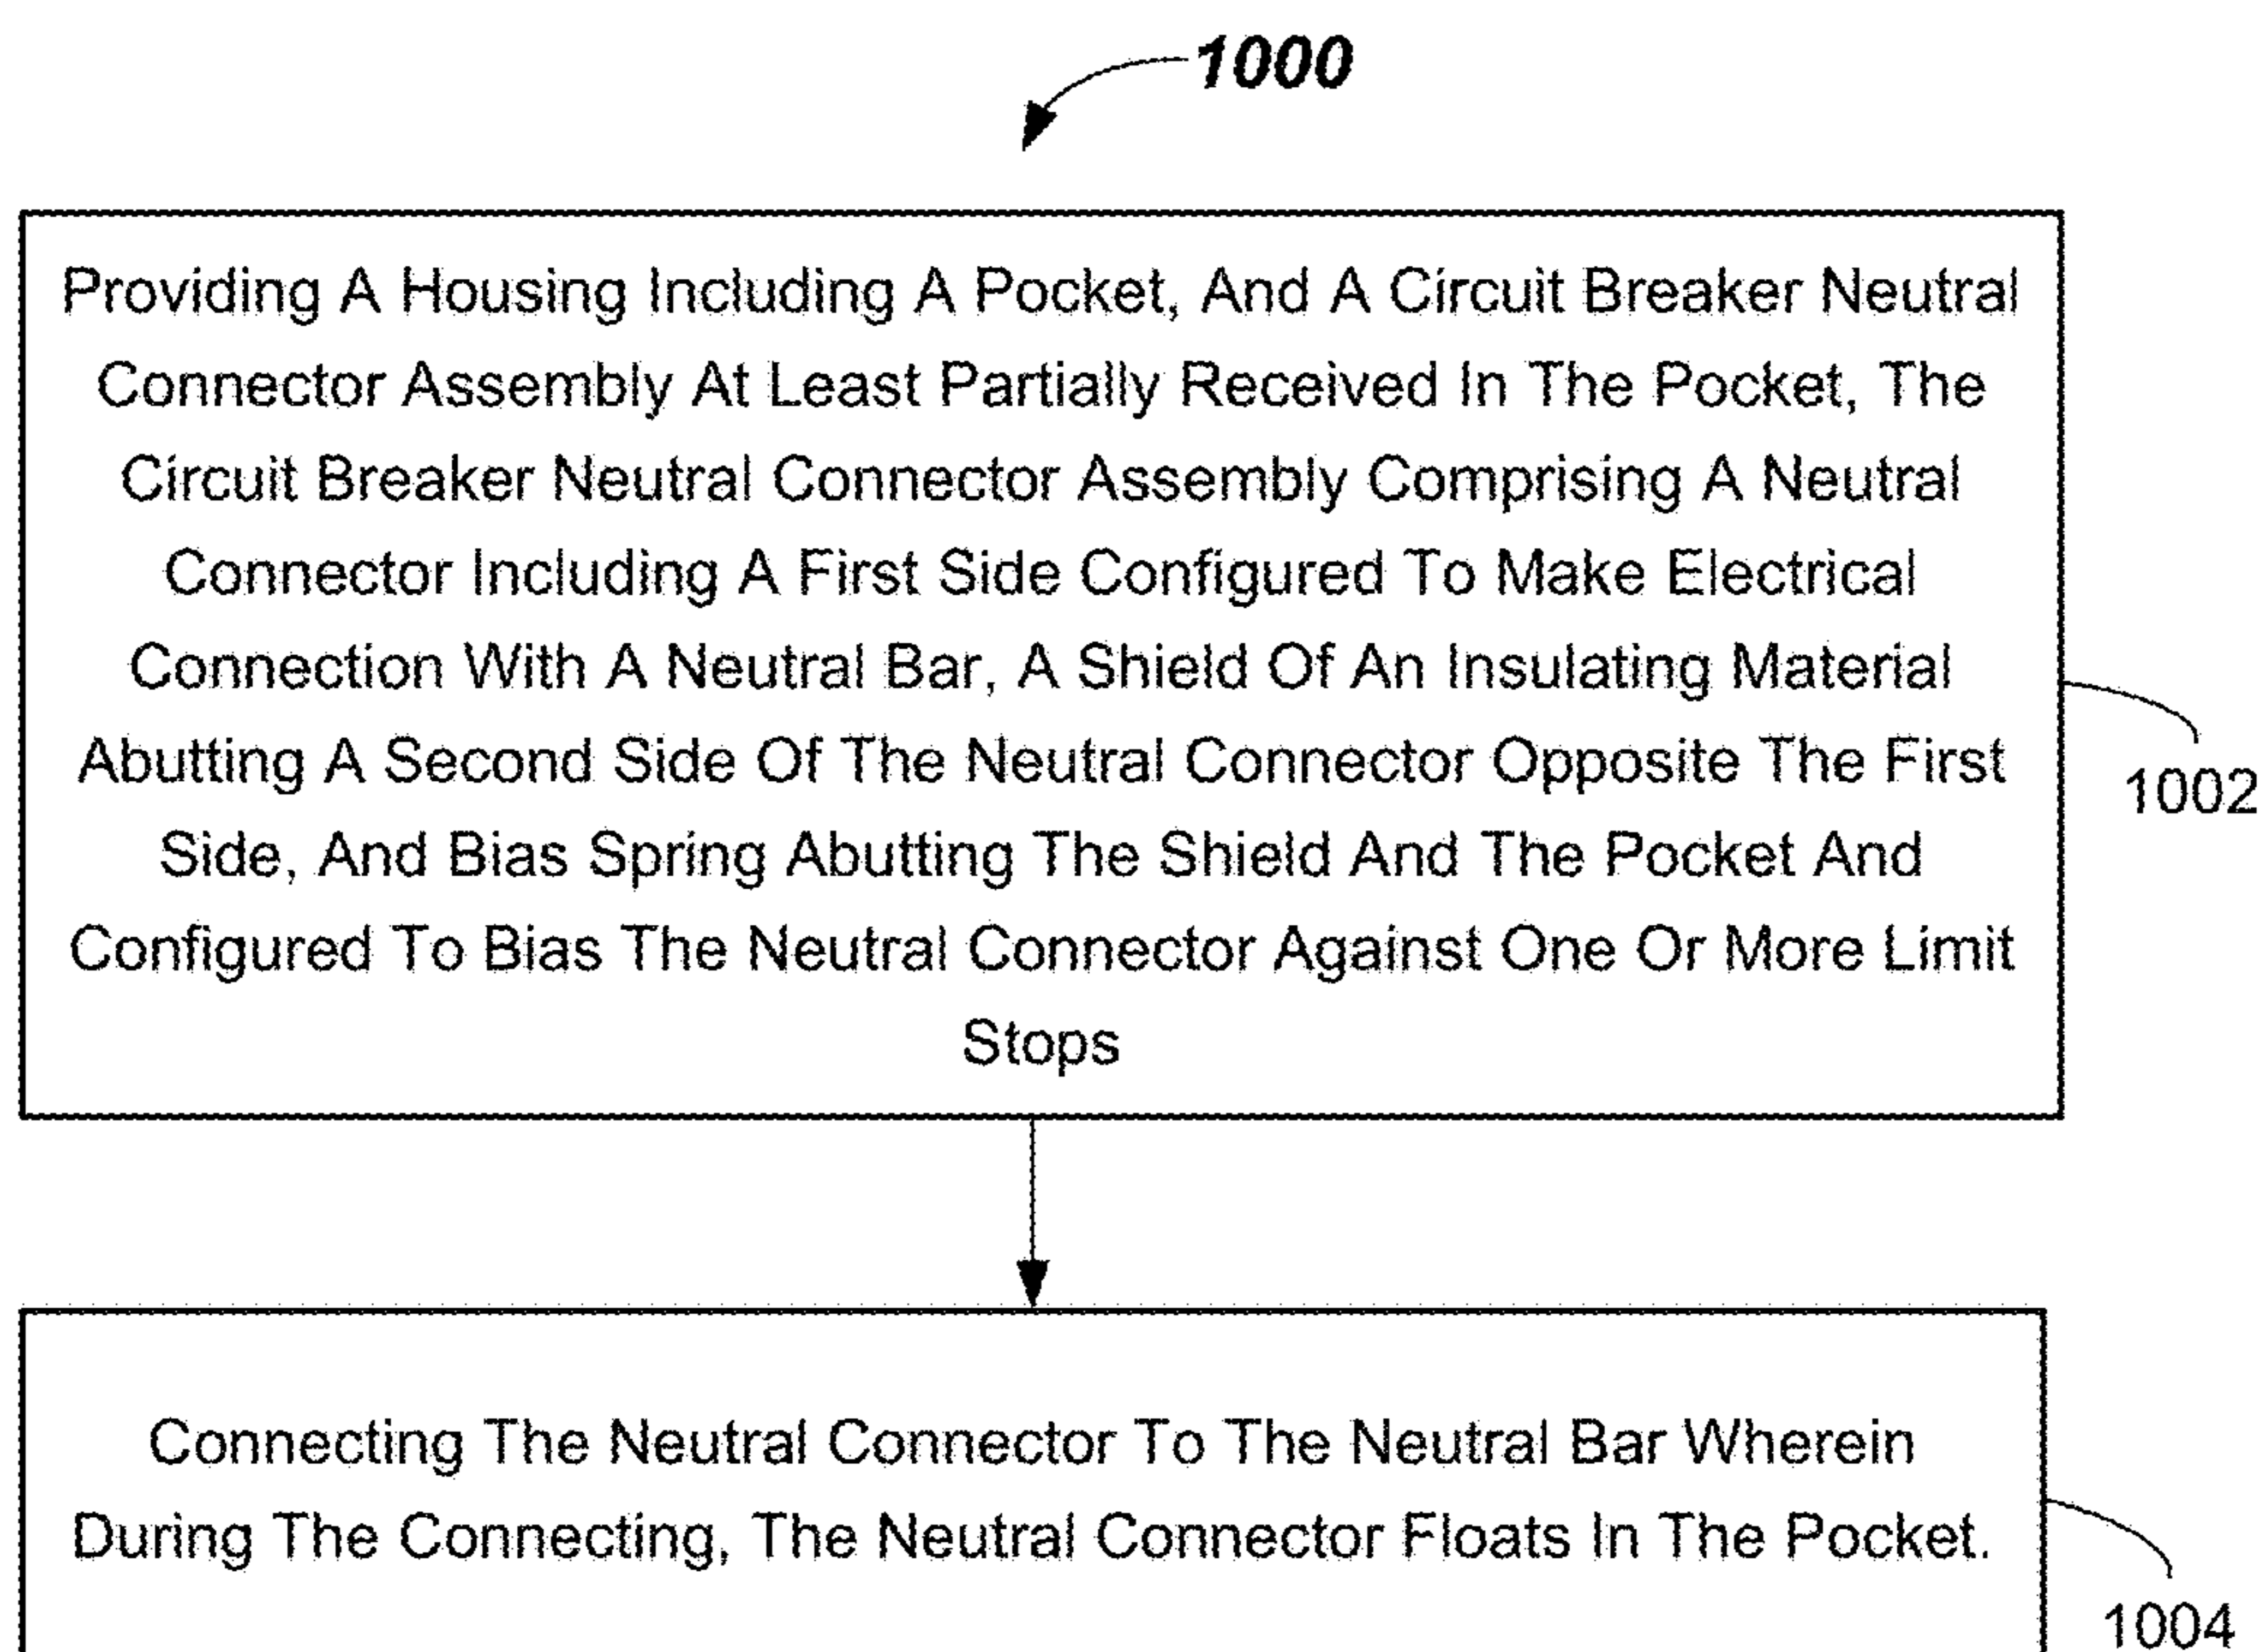 1000
Providing A Housing Including A Pocket, And A Circuit Breaker Neutral
Connector Assembly At Least Partially Received In The Pocket, The
Circuit Breaker Neutral Connector Assembly Comprising A Neutral
Connector Including A First Side Configured To Make Electrical
Connection With A Neutral Bar, A Shield Of An Insulating Material
Abutting A Second Side Of The Neutral Connector Opposite The First
Side, And Bias Spring Abutting The Shield And The Pocket And
Configured To Bias The Neutral Connector Against One Or More Limit
Stops
1002
Connecting The Neutral Connector To The Neutral Bar Wherein
During The Connecting, The Neutral Connector Floats In The Pocket.
1004